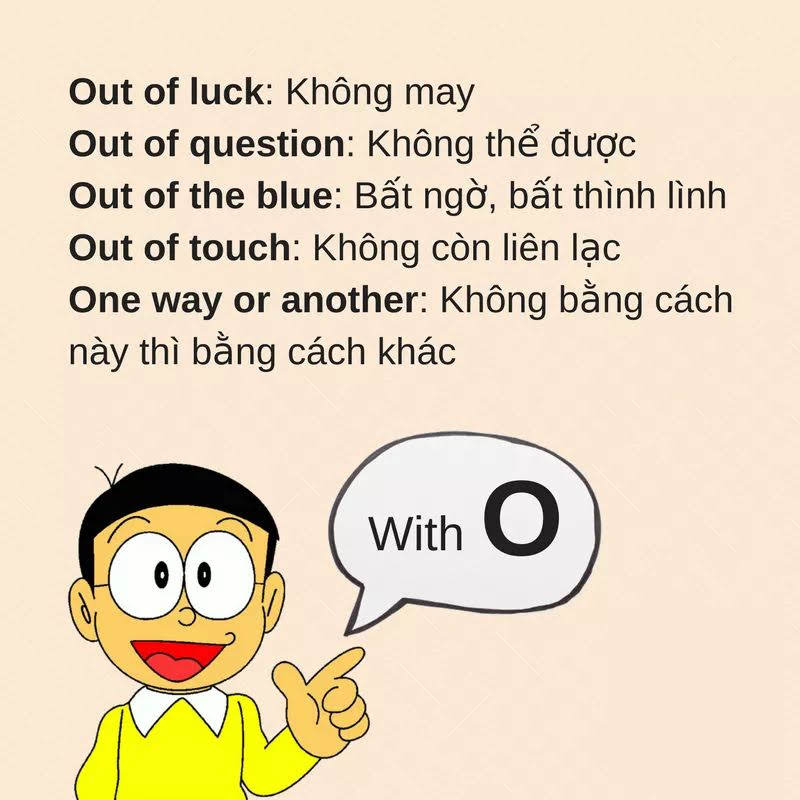 Out of luck: Không may
Out of question: Không thể được
Out of the blue: Bất ngờ, bất thình lình
Out of touch: Không còn liên lạc
One way or another: Không bằng cách
này thì bằng cách khác
With O